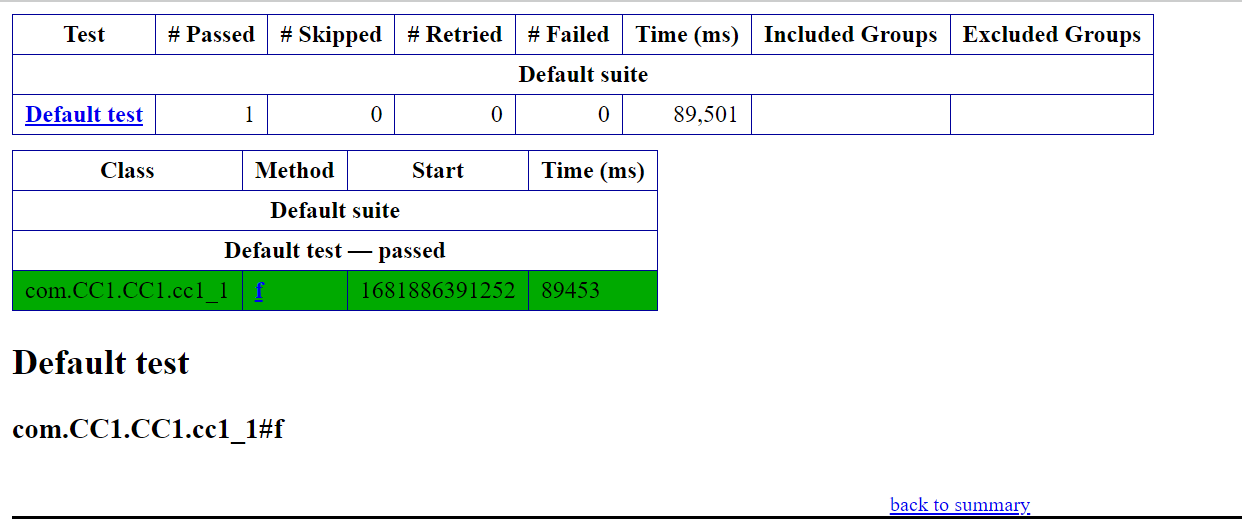 Test # Passed # Skipped # Retried # Failed Time (ms) Included Groups Excluded Groups
Default suite
Default test 1 0 0 0 89,501
Class Method Start Time (ms)
Default suite
Default test — passed
com.CC1.CC1.cc1_1 f 1681886391252 89453
Default test
com.CC1.CC1.cc1_1#f
back to summary